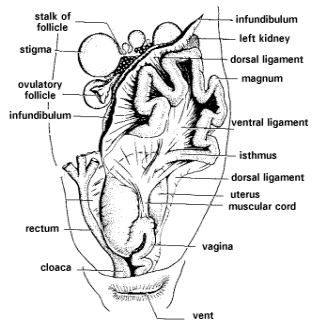 stalk of
follicle
stigma
ovulatory
follicle
infundibulum
rectum
cloaca
infundibulum
left kidney
dorsal ligament
magnum
ventral ligament
isthmus
dorsal ligament
uterus
muscular cord
vagina
vent